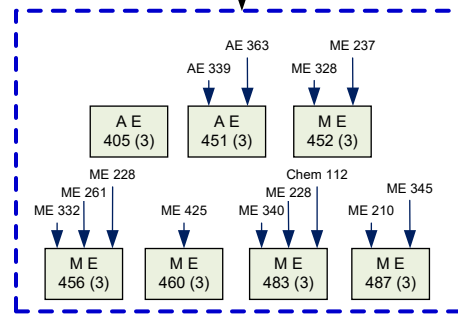 AE 363
ME 237
AE 339
ME 328
A E
405 (3)
A E
451 (3)
M E
452 (3)
ME 228
Chem 112
ME 261
ME 228
ME 345
ME 332
ME 425
ME 340
ME 210
M E
456 (3)
M E
460 (3)
M E
483 (3)
M E
487 (3)